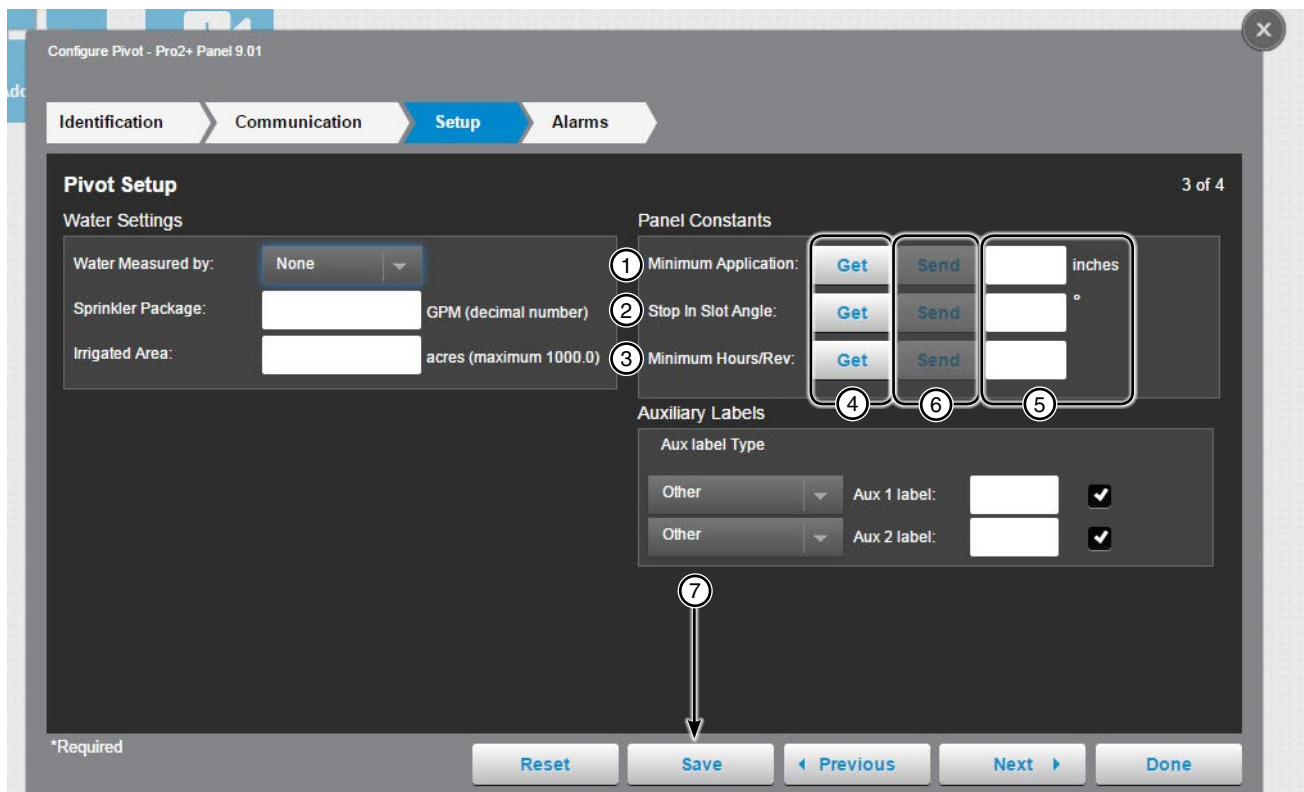 Configure Pivot - Pro2+ Panel 9.01
Identification Communication Setup Alarms
Pivot Setup 3 of 4
Water Settings
Water Measured by: None
Sprinkler Package: GPM (decimal number)
Irrigated Area: acres (maximum 1000.0)
Panel Constants
1 Minimum Application: Get Send inches
2 Stop In Slot Angle: Get Send °
3 Minimum Hours/Rev: Get Send
4 6 5
Auxiliary Labels
Aux label Type
Other Aux 1 label:
Other Aux 2 label:
7
*Required
Reset Save Previous Next Done